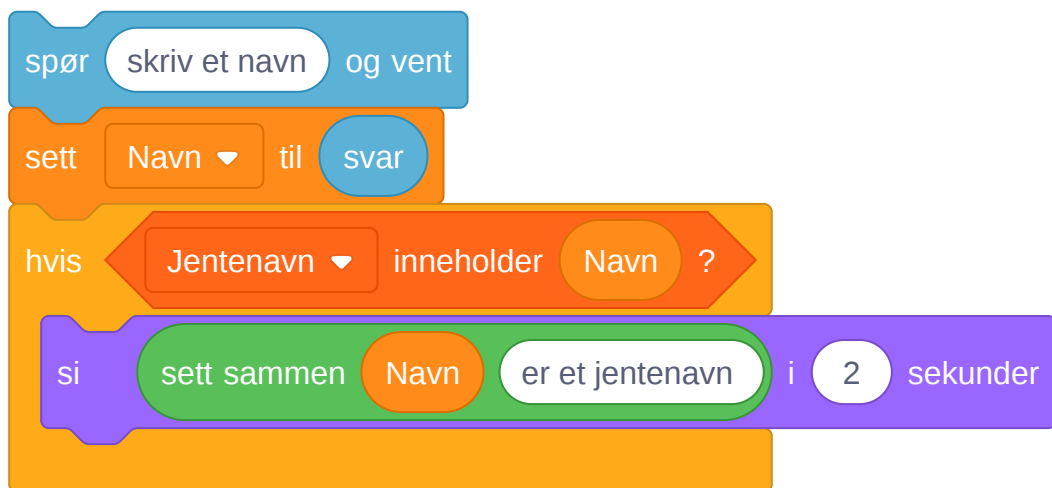 spør skriv et navn og vent
sett Navn til svar
hvis Jentenavn inneholder Navn ?
si sett sammen Navn er et jentenavn i 2 sekunder